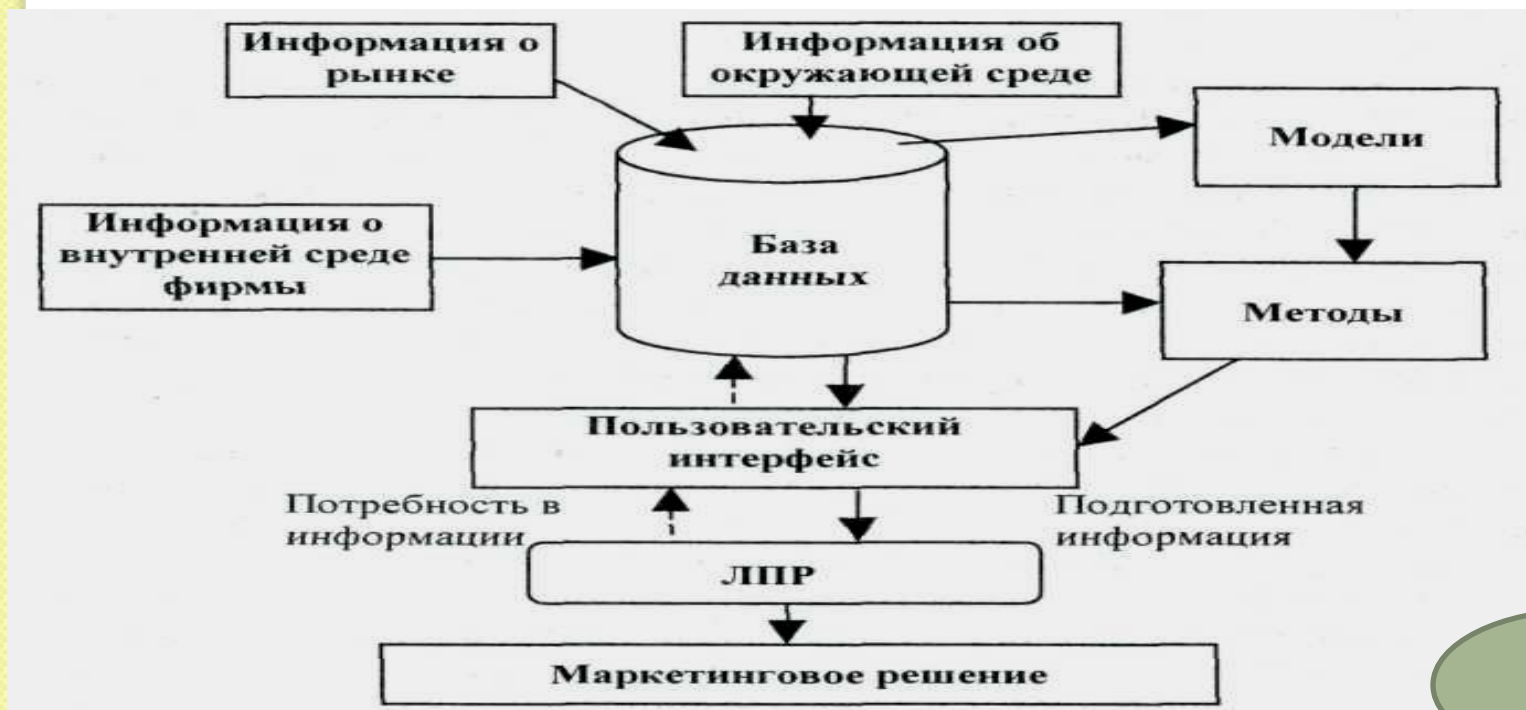 Информация о
рынке
Информация об
окружающей среде
Модели
Информация о
внутренней среде
фирмы
База
данных
Методы
Пользовательский
интерфейс
Потребность в
информации
Подготовленная
информация
ЛПР
Маркетинговое решение